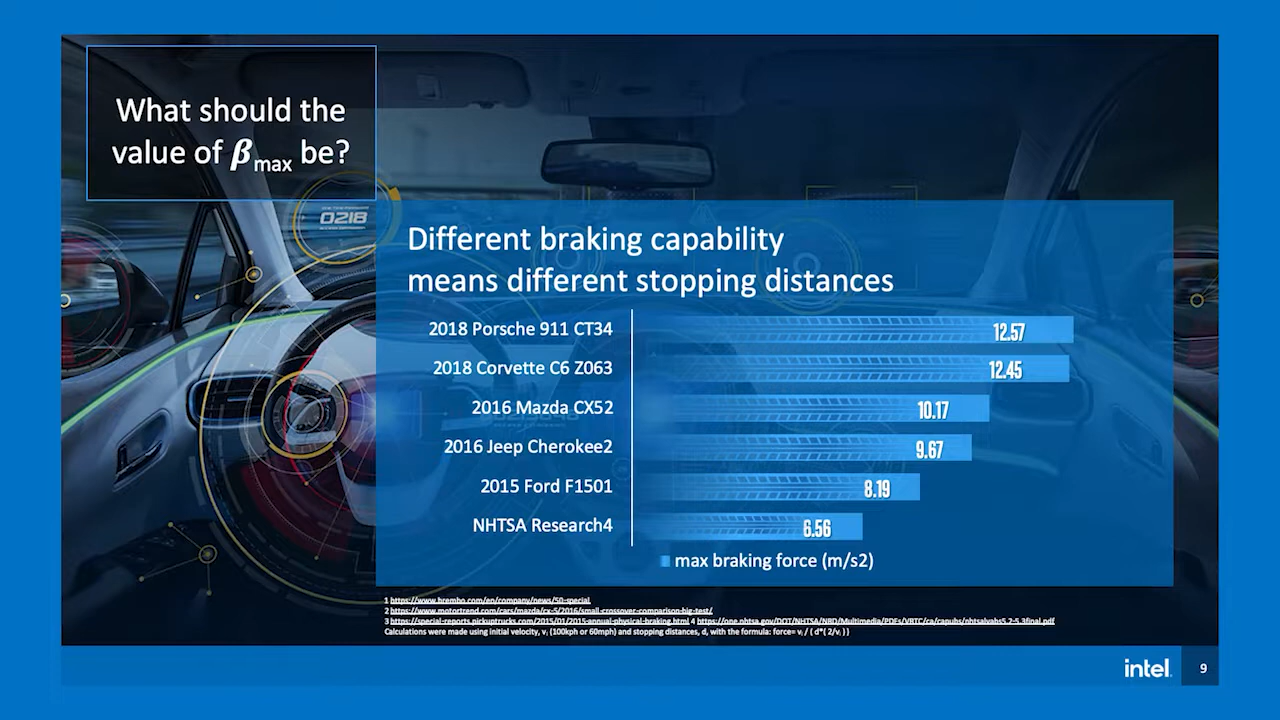 What should the
value of βmax be?
0218
Different braking capability
means different stopping distances
2018 Porsche 911 CT34 12.57
2018 Corvette C6 Z063 12.45
2016 Mazda CX52 10.17
2016 Jeep Cherokee2 9.67
2015 Ford F1501 8.19
NHTSA Research4 6.56
max braking force (m/s2)
1 https://www.brembo.com/en/company/news/50-special
2 https://www.motortrend.com/cars/mazda/cx-5/2016/small-crossover-comparison-big-test/
3 https://special-reports.pickuptrucks.com/2015/01/2015-annual-physical-braking.html 4 https://one.nhtsa.gov/DOT/NHTSA/NRD/Multimedia/PDFs/VRTC/ca/capubs/nhtsalvabs5.2-5.3final.pdf
Calculations were made using initial velocity, vi (100kph or 60mph) and stopping distances, d, with the formula: force= vi / ( d*( 2/vi ) )
intel.
9